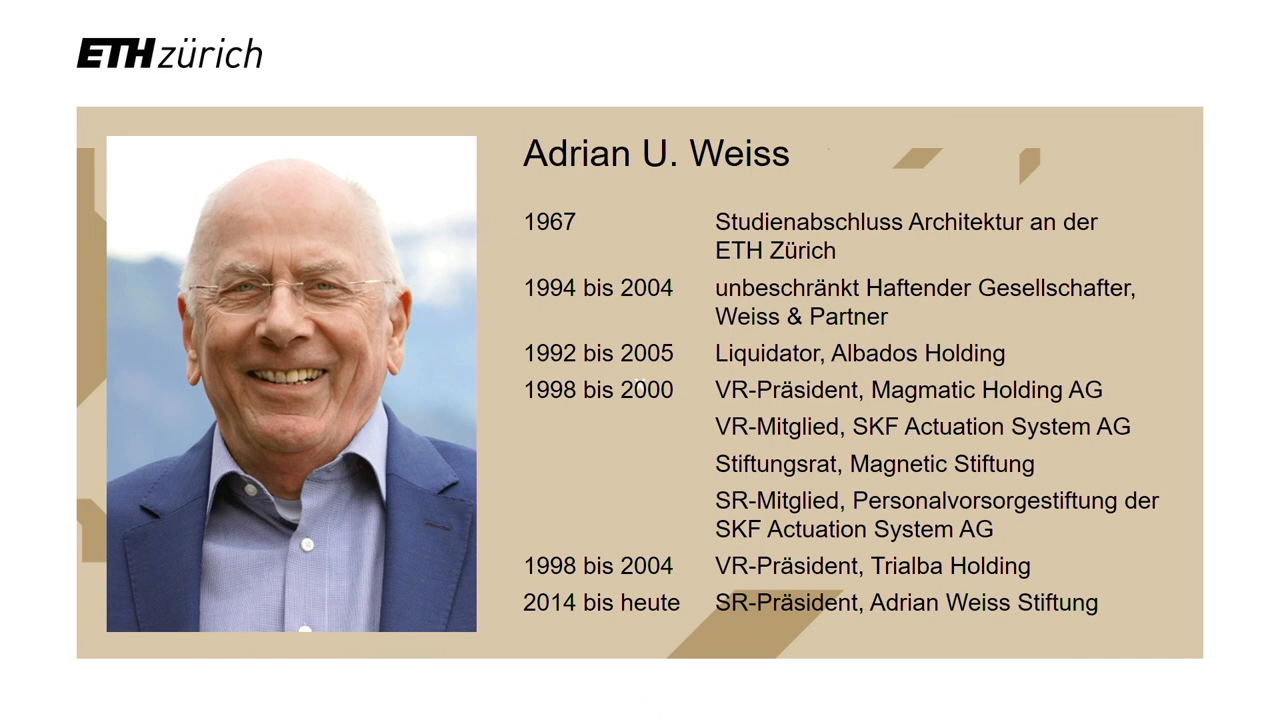 ETH zürich
Adrian U. Weiss
1967 Studienabschluss Architektur an der
ETH Zürich
1994 bis 2004 unbeschränkt Haftender Gesellschafter,
Weiss & Partner
1992 bis 2005 Liquidator, Albados Holding
1998 bis 2000 VR-Präsident, Magmatic Holding AG
VR-Mitglied, SKF Actuation System AG
Stiftungsrat, Magnetic Stiftung
SR-Mitglied, Personalvorsorgestiftung der
SKF Actuation System AG
1998 bis 2004 VR-Präsident, Trialba Holding
2014 bis heute SR-Präsident, Adrian Weiss Stiftung